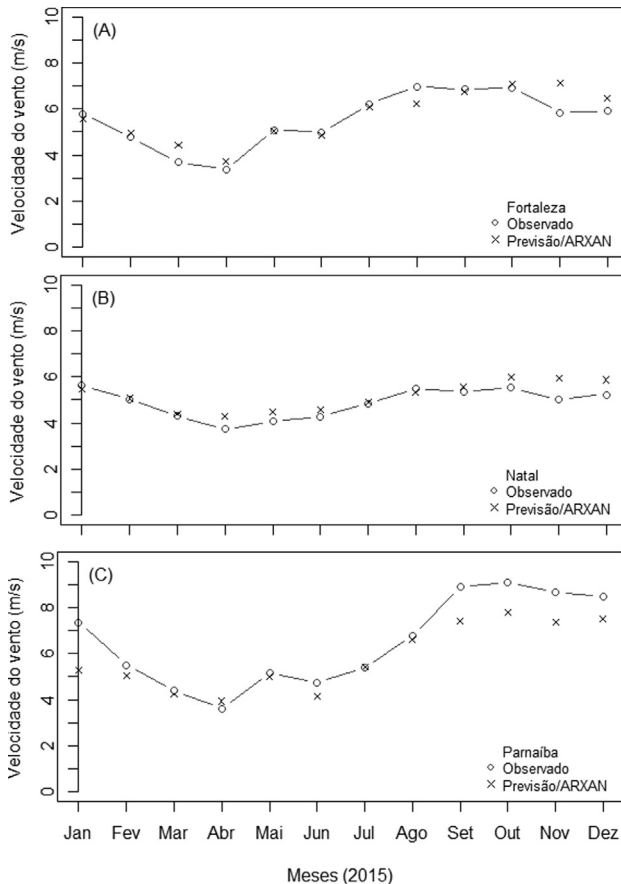 (A)
Velocidade do vento (m/s)
0 2 4 6 8 10
Fortaleza
Observado
Previsão/ARXAN
(B)
Velocidade do vento (m/s)
0 2 4 6 8 10
Natal
Observado
Previsão/ARXAN
(C)
Velocidade do vento (m/s)
0 2 4 6 8 10
Parnaíba
Observado
Previsão/ARXAN
Jan Fev Mar Abr Mai Jun Jul Ago Set Out Nov Dez
Meses (2015)